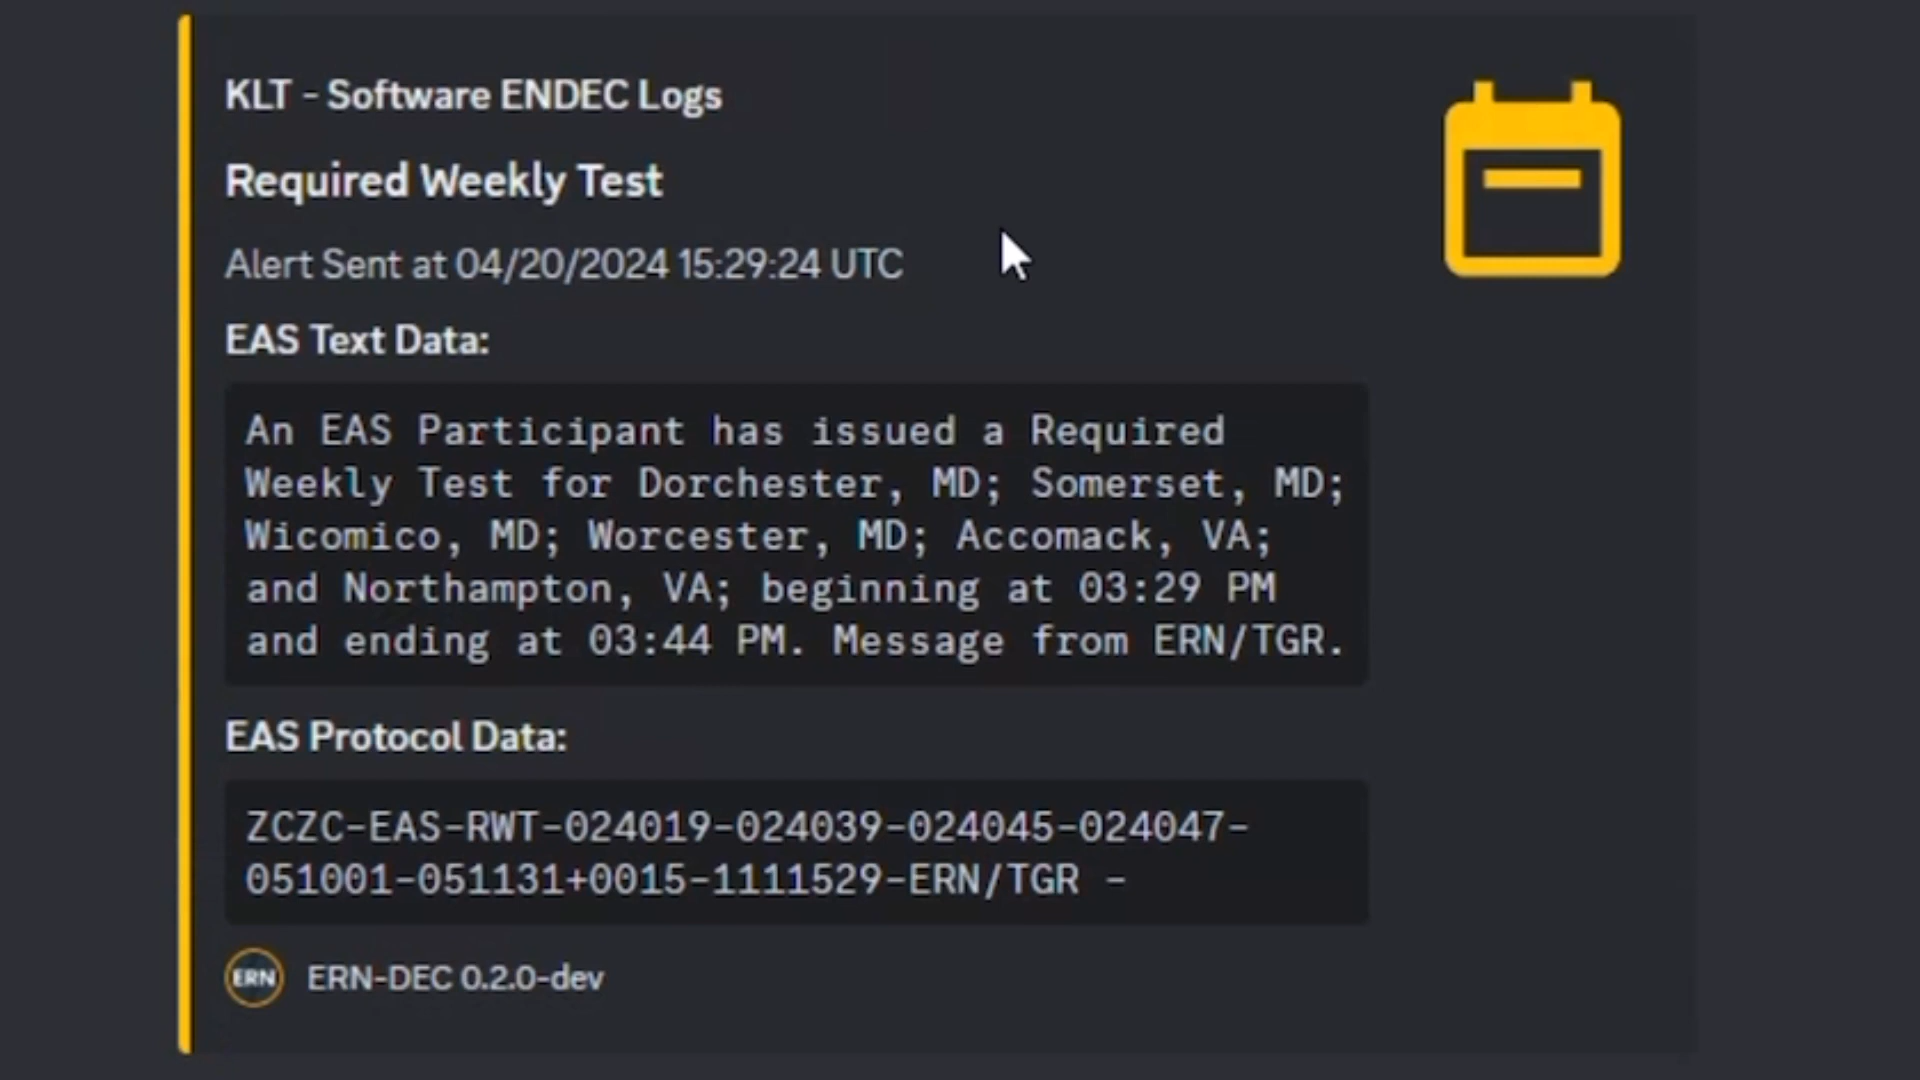 KLT - Software ENDEC Logs
Required Weekly Test
Alert Sent at 04/20/2024 15:29:24 UTC
EAS Text Data:
An EAS Participant has issued a Required
Weekly Test for Dorchester, MD; Somerset, MD;
Wicomico, MD; Worcester, MD; Accomack, VA;
and Northampton, VA; beginning at 03:29 PM
and ending at 03:44 PM. Message from ERN/TGR.
EAS Protocol Data:
ZCZC-EAS-RWT-024019-024039-024045-024047-
051001-051131+0015-1111529-ERN/TGR -
ERN ERN-DEC 0.2.0-dev